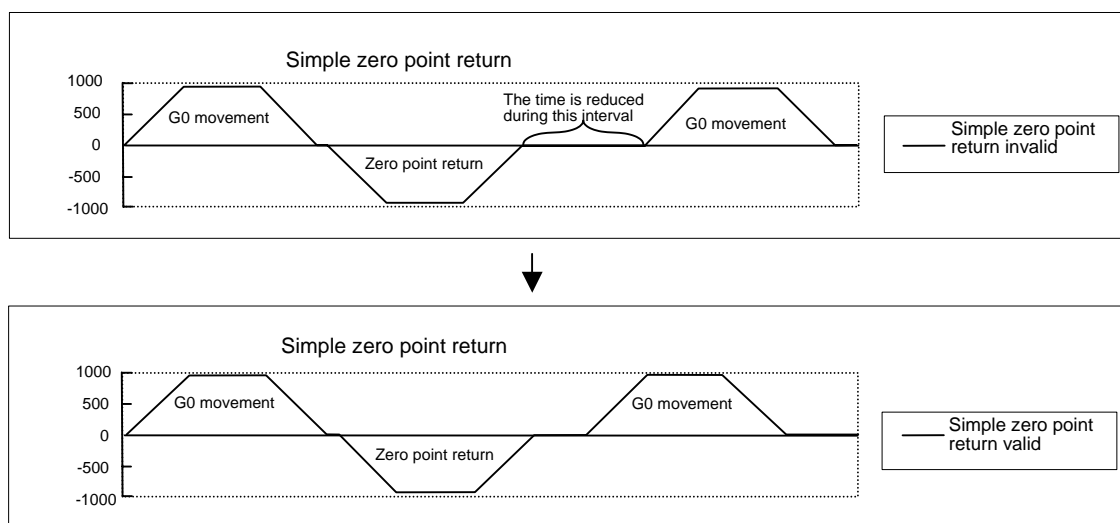 Simple zero point return
1000
500
0
-500
-1000
G0 movement
Zero point return
The time is reduced
during this interval
G0 movement
Simple zero point
return invalid
Simple zero point return
1000
500
0
-500
-1000
G0 movement
Zero point return
G0 movement
Simple zero point
return valid